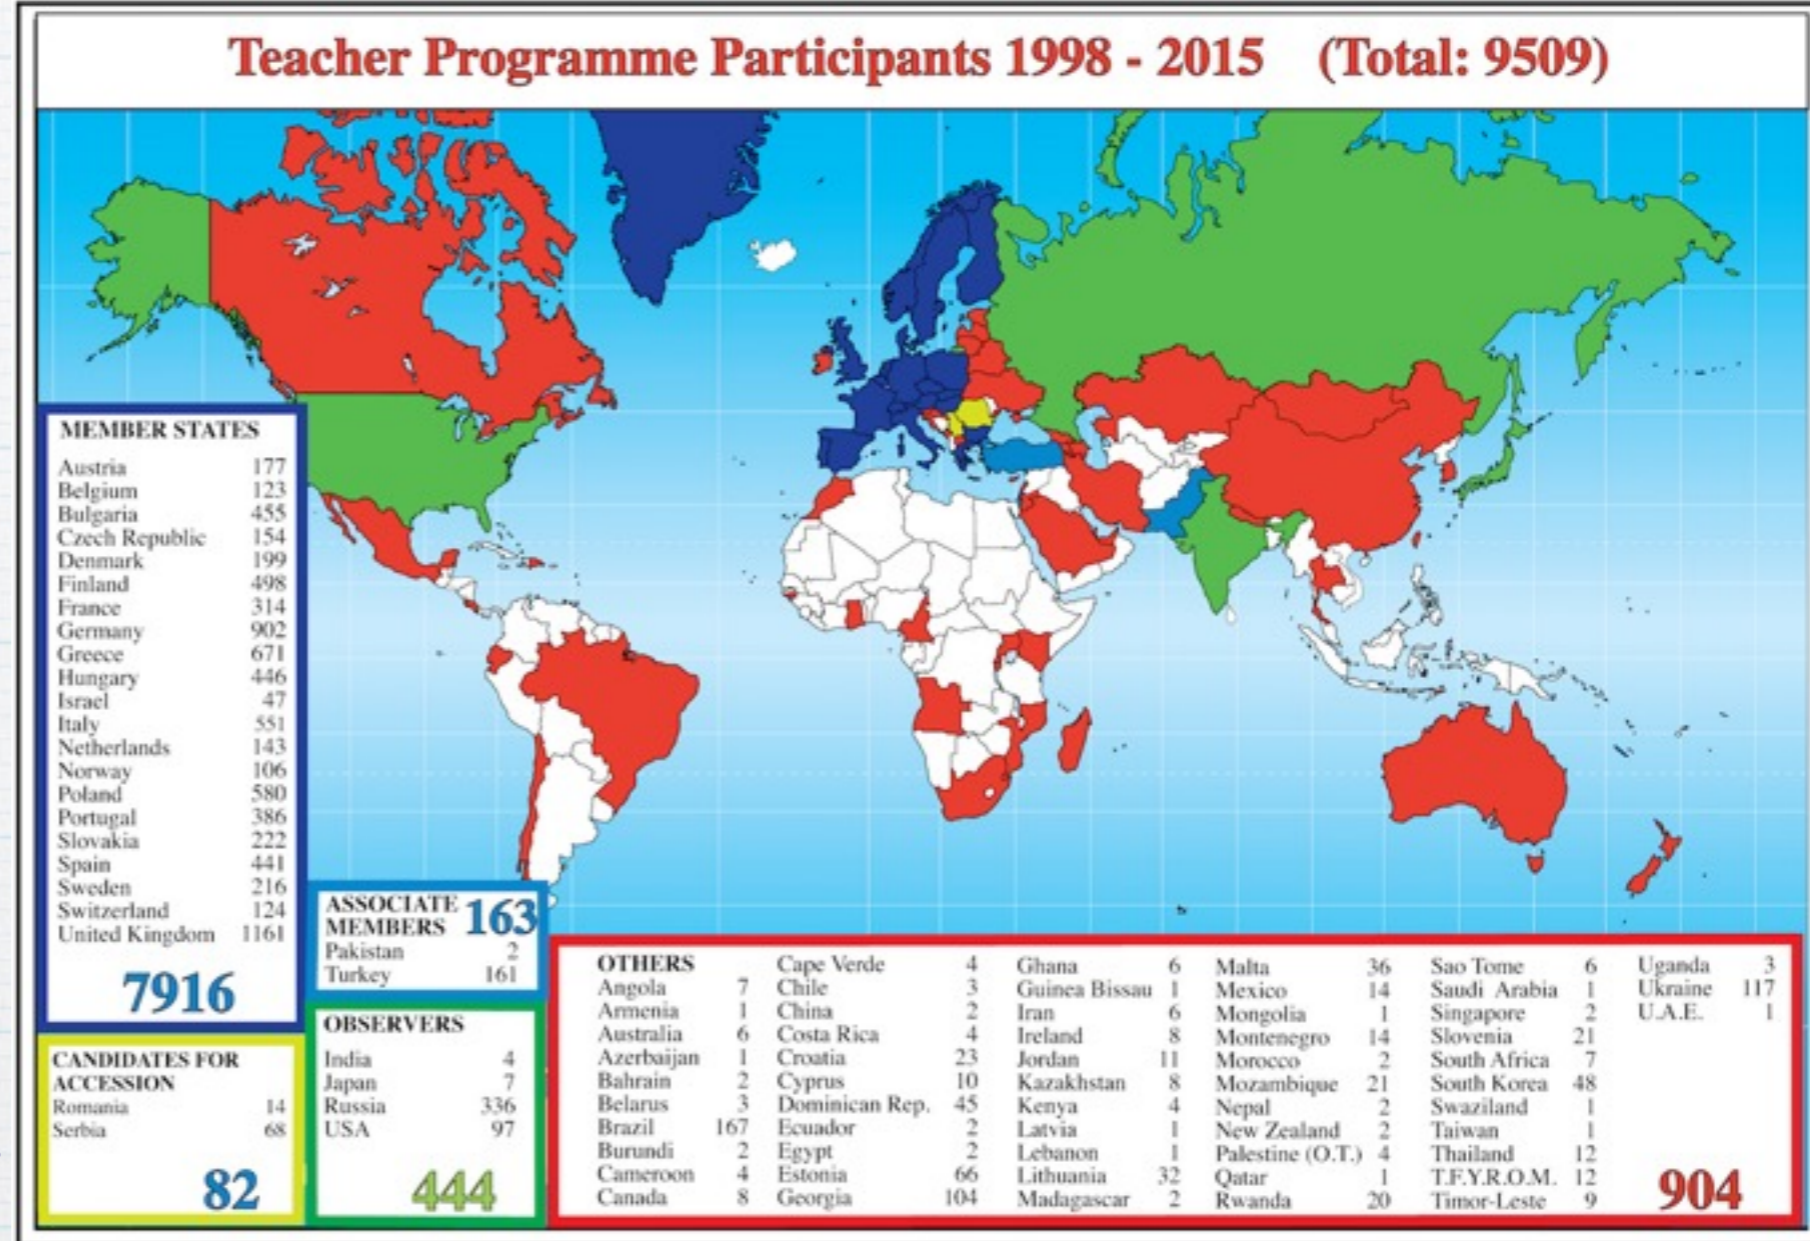 Teacher Programme Participants 1998 - 2015 (Total: 9509)
MEMBER STATES
Austria 177
Belgium 123
Bulgaria 455
Czech Republic 154
Denmark 199
Finland 498
France 314
Germany 902
Greece 671
Hungary 446
Israel 47
Italy 551
Netherlands 143
Norway 106
Poland 580
Portugal 386
Slovakia 222
Spain 441
Sweden 216
Switzerland 124
United Kingdom 1161
7916
CANDIDATES FOR
ACCESSION
Romania 14
Serbia 68
82
ASSOCIATE
MEMBERS 163
Pakistan 2
Turkey 161
OBSERVERS
India 4
Japan 7
Russia 336
USA 97
444
OTHERS
Angola 7
Armenia 1
Australia 6
Azerbaijan 1
Bahrain 2
Belarus 3
Brazil 167
Burundi 2
Cameroon 4
Canada 8
Cape Verde 4
Chile 3
China 2
Costa Rica 4
Croatia 23
Cyprus 10
Dominican Rep. 45
Ecuador 2
Egypt 2
Estonia 66
Georgia 104
Ghana 6
Guinea Bissau 1
Iran 6
Ireland 8
Jordan 11
Kazakhstan 8
Kenya 4
Latvia 1
Lebanon 1
Lithuania 32
Madagascar 2
Malta 36
Mexico 14
Mongolia 1
Montenegro 14
Morocco 2
Mozambique 21
Nepal 2
New Zealand 2
Palestine (O.T.) 4
Qatar 1
Rwanda 20
Sao Tome 6
Saudi Arabia 1
Singapore 2
Slovenia 21
South Africa 7
South Korea 48
Swaziland 1
Taiwan 1
Thailand 12
T.F.Y.R.O.M. 12
Timor-Leste 9
Uganda 3
Ukraine 117
U.A.E. 1
904